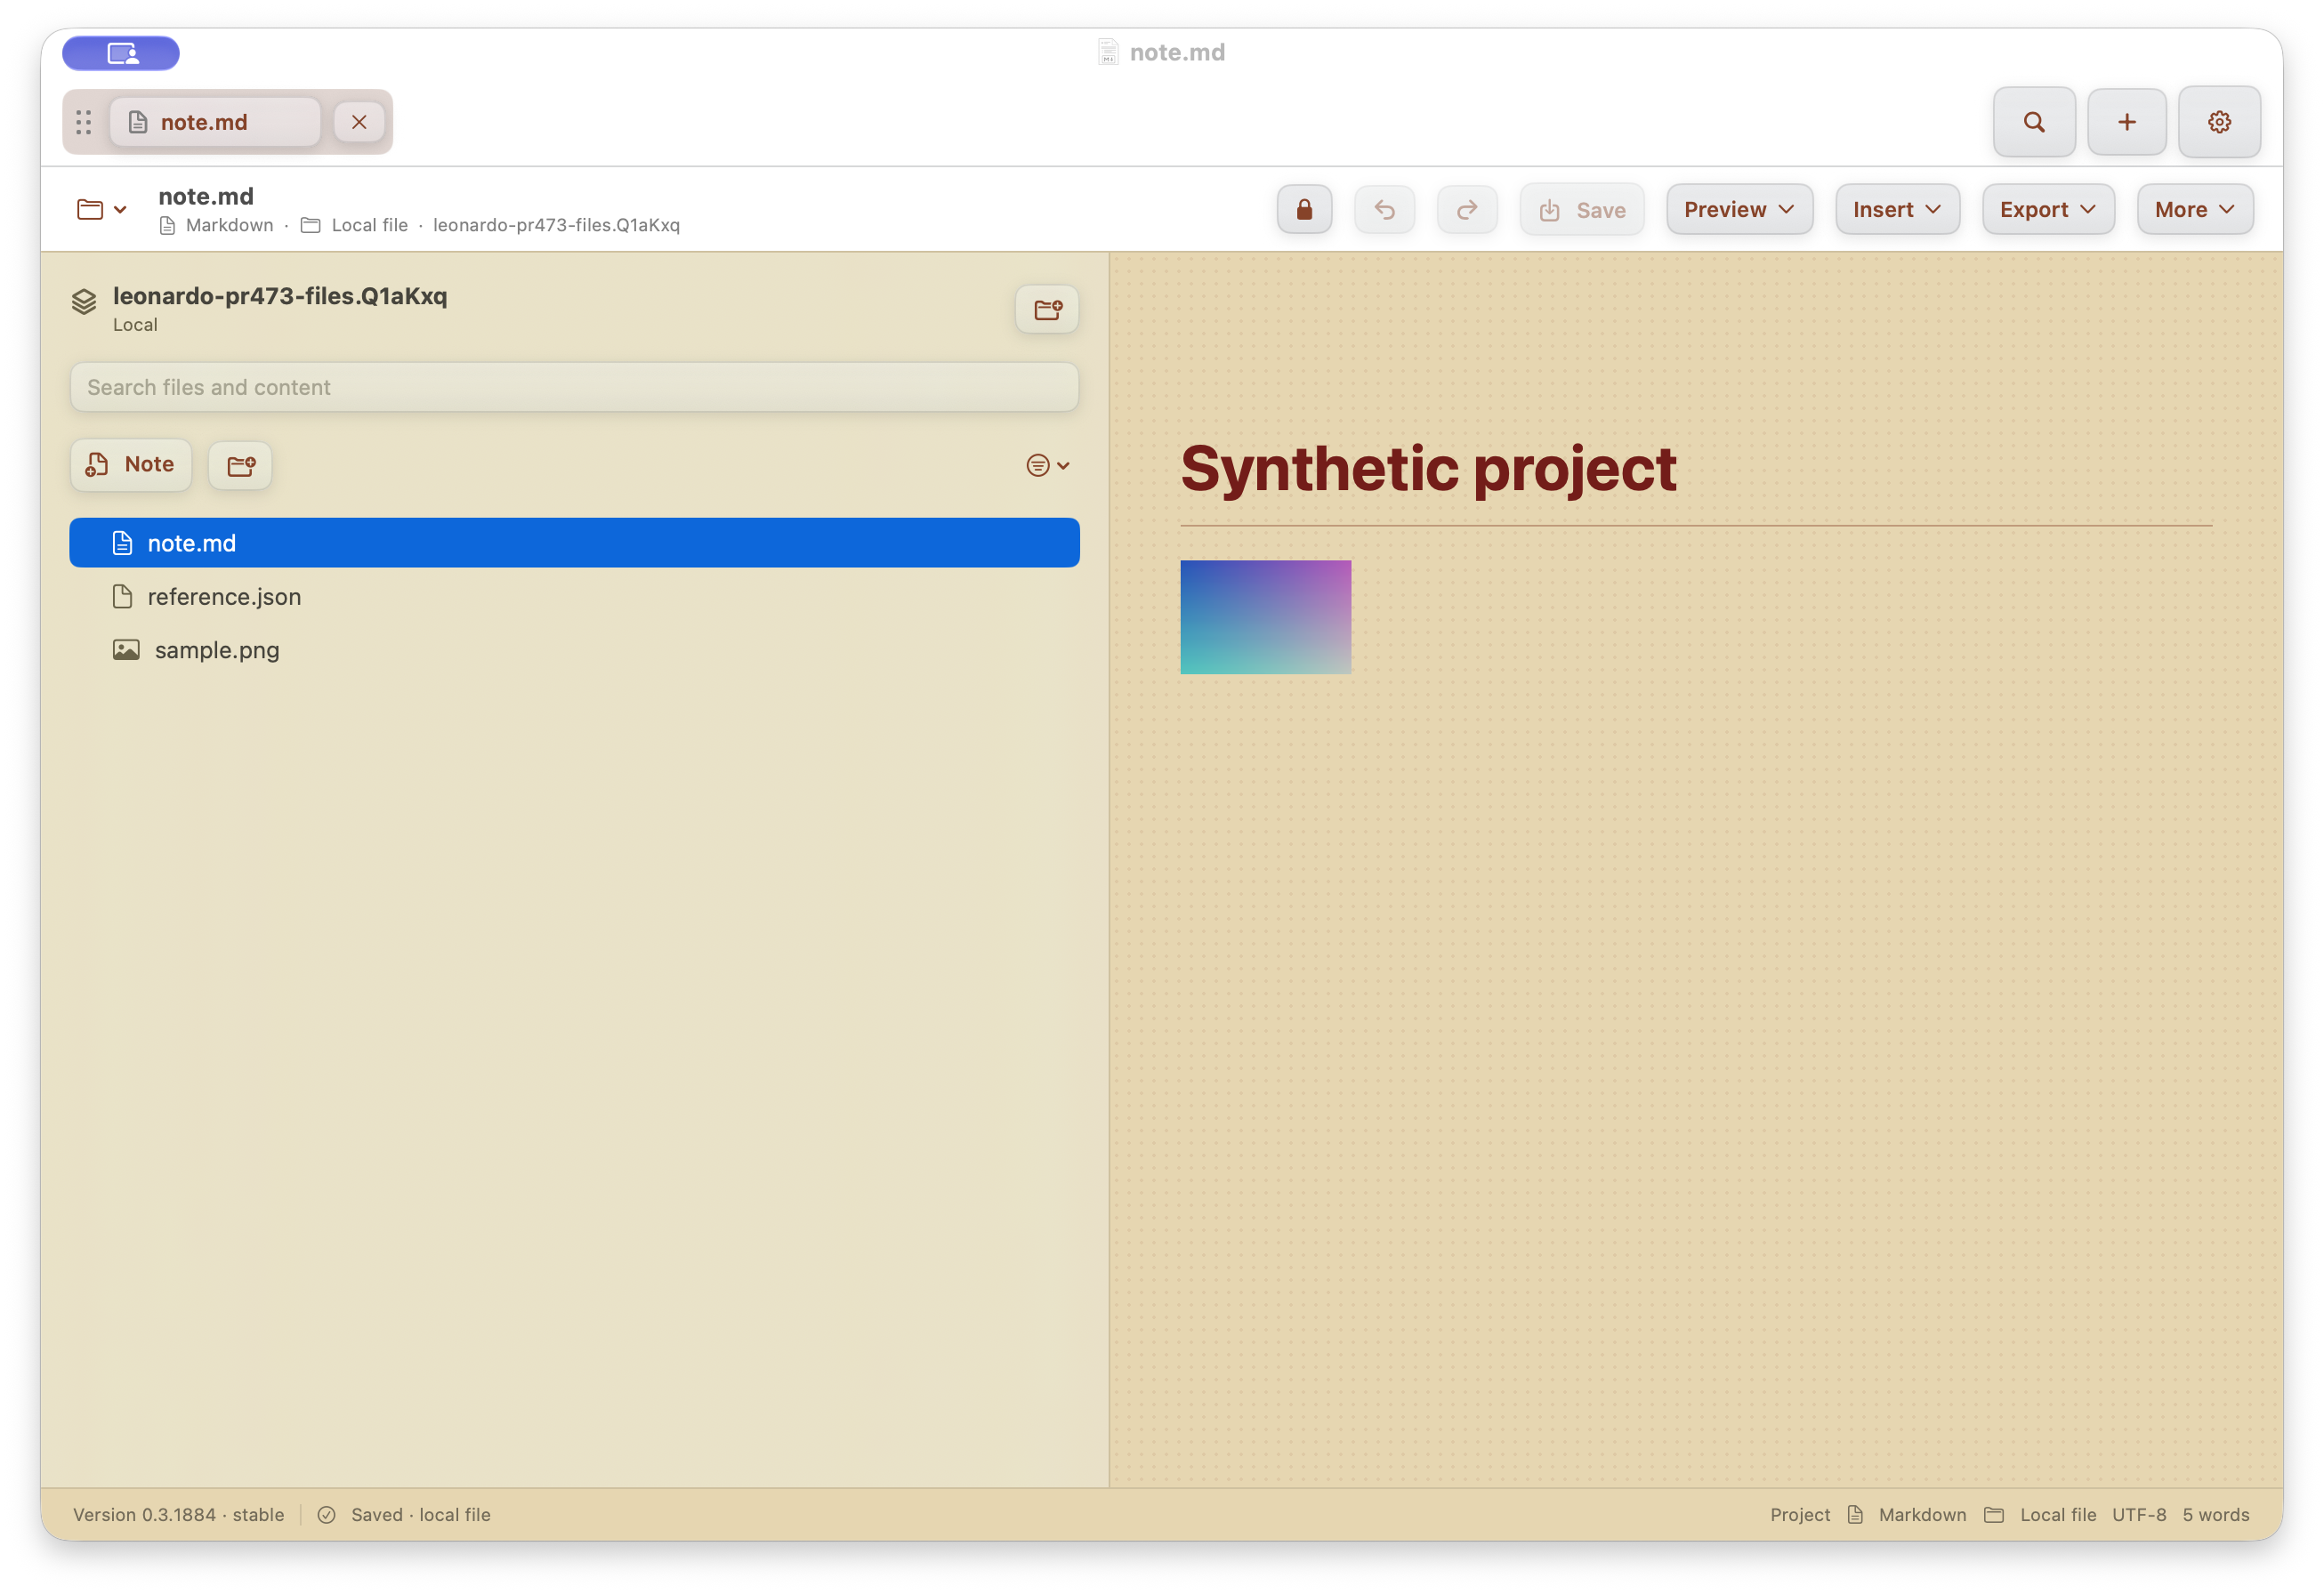 note.md
note.md
note.md
Markdown · Local file · leonardo-pr473-files.Q1aKxq
Save
Preview
Insert
Export
More
leonardo-pr473-files.Q1aKxq
Local
Search files and content
Note
note.md
reference.json
sample.png
Synthetic project
Version 0.3.1884 · stable
Saved · local file
Project Markdown Local file UTF-8 5 words